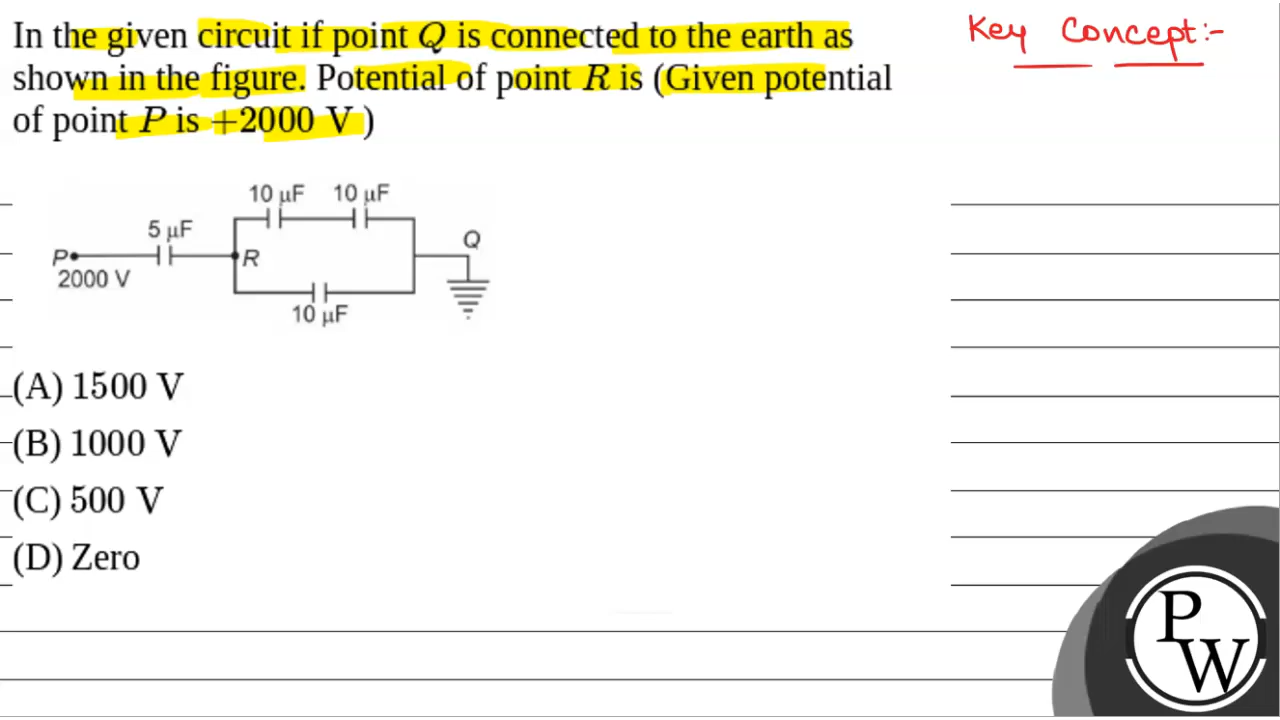 In the given circuit if point Q is connected to the earth as
shown in the figure. Potential of point R is (Given potential
of point P is +2000 V )
Key Concept:-
10 μF 10 μF
5 μF
P
R
Q
2000 V
10 μF
(A) 1500 V
(B) 1000 V
(C) 500 V
(D) Zero
P
W